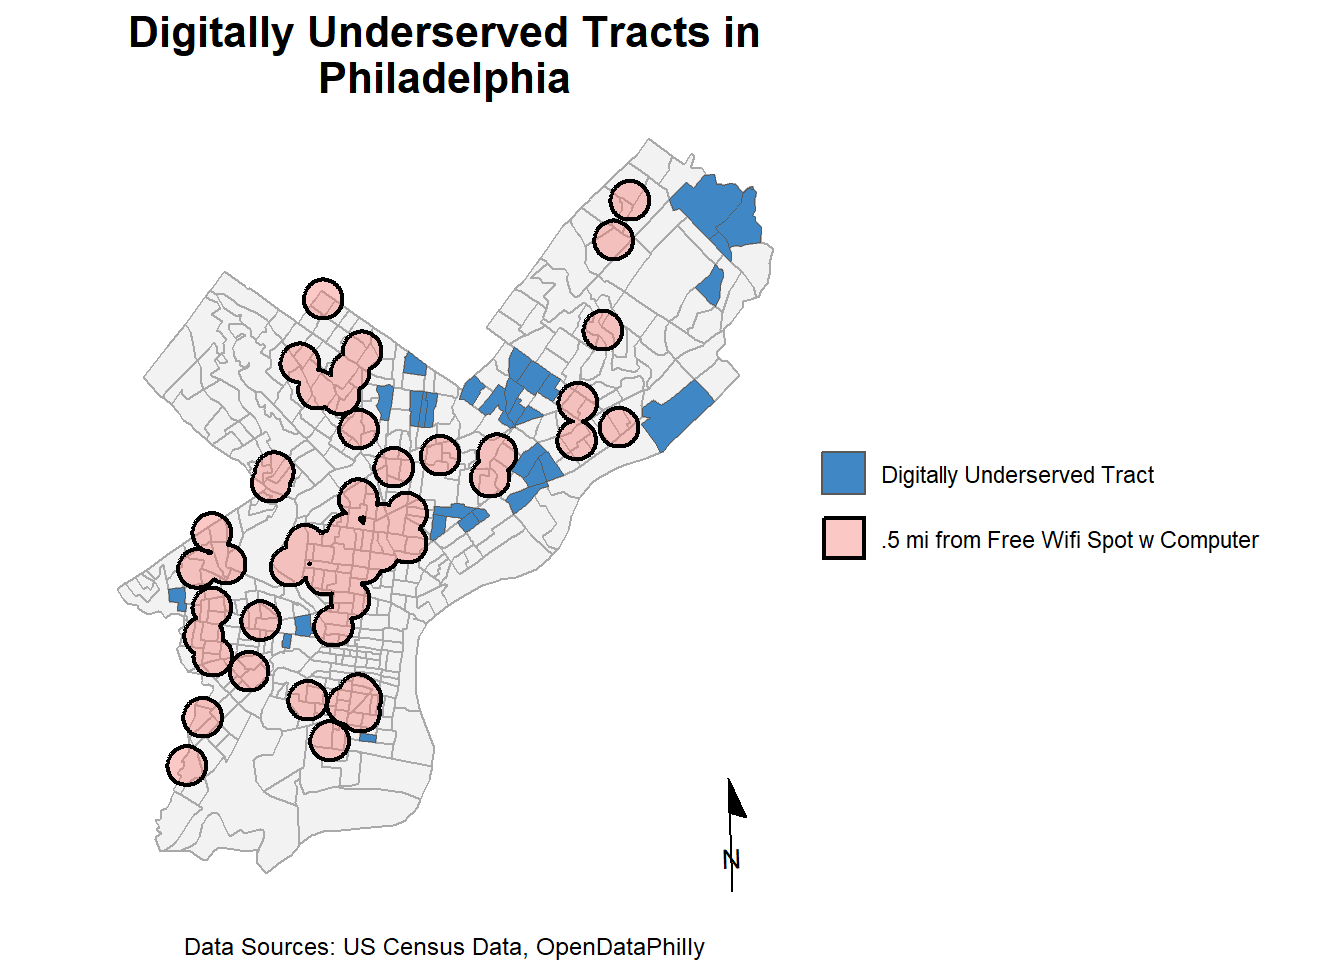 Digitally Underserved Tracts in
Philadelphia
Digitally Underserved Tract
.5 mi from Free Wifi Spot w Computer
N
Data Sources: US Census Data, OpenDataPhilly